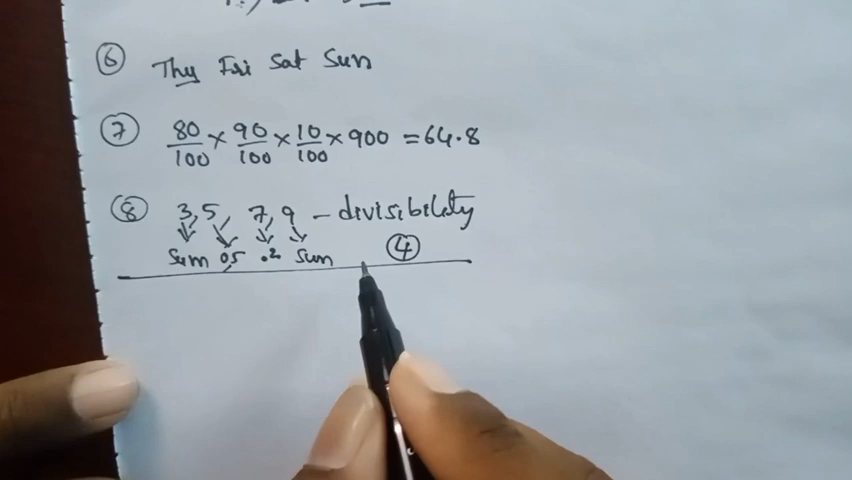 6 Thu Fri Sat Sun
7 80/100 × 90/100 × 10/100 × 900 = 64.8
8 3, 5, 7, 9 - divisibility
Sum 0,5 .2 Sum 4